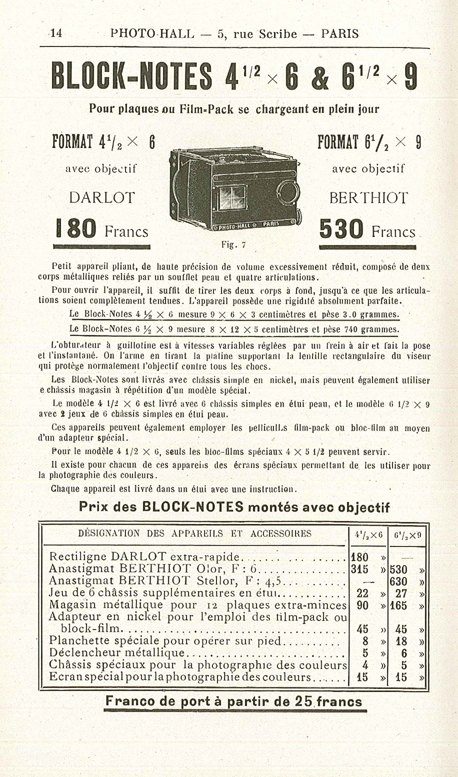 14 PHOTO-HALL — 5, rue Scribe — PARIS
BLOCK-NOTES 4 1/2 × 6 & 6 1/2 × 9
Pour plaques ou Film-Pack se chargeant en plein jour
FORMAT 4 1/2 × 6
avec objectif
DARLOT
180 Francs
PHOTO-HALL PARIS
Fig. 7
FORMAT 6 1/2 × 9
avec objectif
BERTHIOT
530 Francs
Petit appareil pliant, de haute précision de volume excessivement réduit, composé de deux
corps métalliques reliés par un soufflet peau et quatre articulations.
Pour ouvrir l'appareil, il suffit de tirer les deux corps à fond, jusqu'à ce que les articula-
tions soient complètement tendues. L'appareil possède une rigidité absolument parfaite.
Le Block-Notes 4 ½ × 6 mesure 9 × 6 × 3 centimètres et pèse 3.0 grammes.
Le Block-Notes 6 ½ × 9 mesure 8 × 12 × 5 centimètres et pèse 740 grammes.
L'obturateur à guillotine est à vitesses variables réglées par un frein à air et fait la pose
et l'instantané. On l'arme en tirant la platine supportant la lentille rectangulaire du viseur
qui protège normalement l'objectif contre tous les chocs.
Les Block-Notes sont livrés avec châssis simple en nickel, mais peuvent également utiliser
e châssis magasin à répétition d'un modèle spécial.
Le modèle 4 1/2 × 6 est livré avec 6 châssis simples en étui peau, et le modèle 6 1/2 × 9
avec 2 jeux de 6 châssis simples en étui peau.
Ces appareils peuvent également employer les pellicul s film-pack ou bloc-film au moyen
d'un adapteur spécial.
Pour le modèle 4 1/2 × 6, seuls les bloc-films spéciaux 4 × 5 1/2 peuvent servir.
Il existe pour chacun de ces appareils des écrans spéciaux permettant de les utiliser pour
la photographie des couleurs.
Chaque appareil est livré dans un étui avec une instruction.
Prix des BLOCK-NOTES montés avec objectif
DÉSIGNATION DES APPAREILS ET ACCESSOIRES 4 1/2×6 6 1/2×9
Rectiligne DARLOT extra-rapide. 180 » —
Anastigmat BERTHIOT Olor, F : 6. 315 » 530 »
Anastigmat BERTHIOT Stellor, F : 4,5. — 630 »
Jeu de 6 châssis supplémentaires en étui. 22 » 27 »
Magasin métallique pour 12 plaques extra-minces 90 » 165 »
Adapteur en nickel pour l'emploi des film-pack ou
block-film. 45 » 45 »
Planchette spéciale pour opérer sur pied. 8 » 18 »
Déclencheur métallique. 5 » 6 »
Châssis spéciaux pour la photographie des couleurs 4 » 5 »
Ecran spécial pour la photographie des couleurs. 15 » 15 »
Franco de port à partir de 25 francs